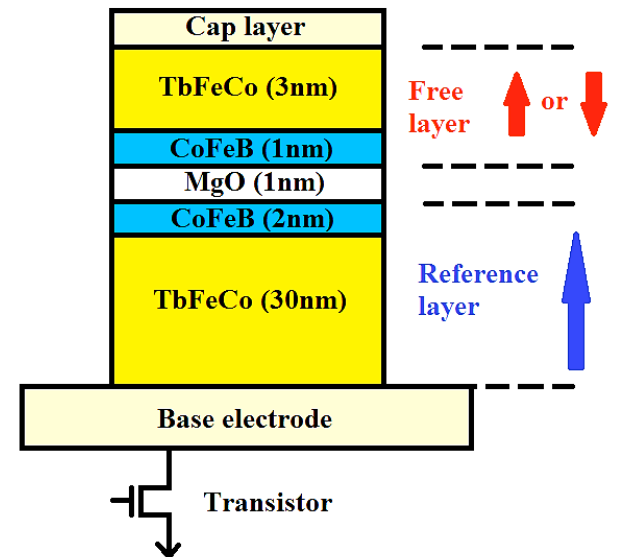 Cap layer
TbFeCo (3nm)
Free
layer
or
CoFeB (1nm)
MgO (1nm)
CoFeB (2nm)
TbFeCo (30nm)
Reference
layer
Base electrode
Transistor